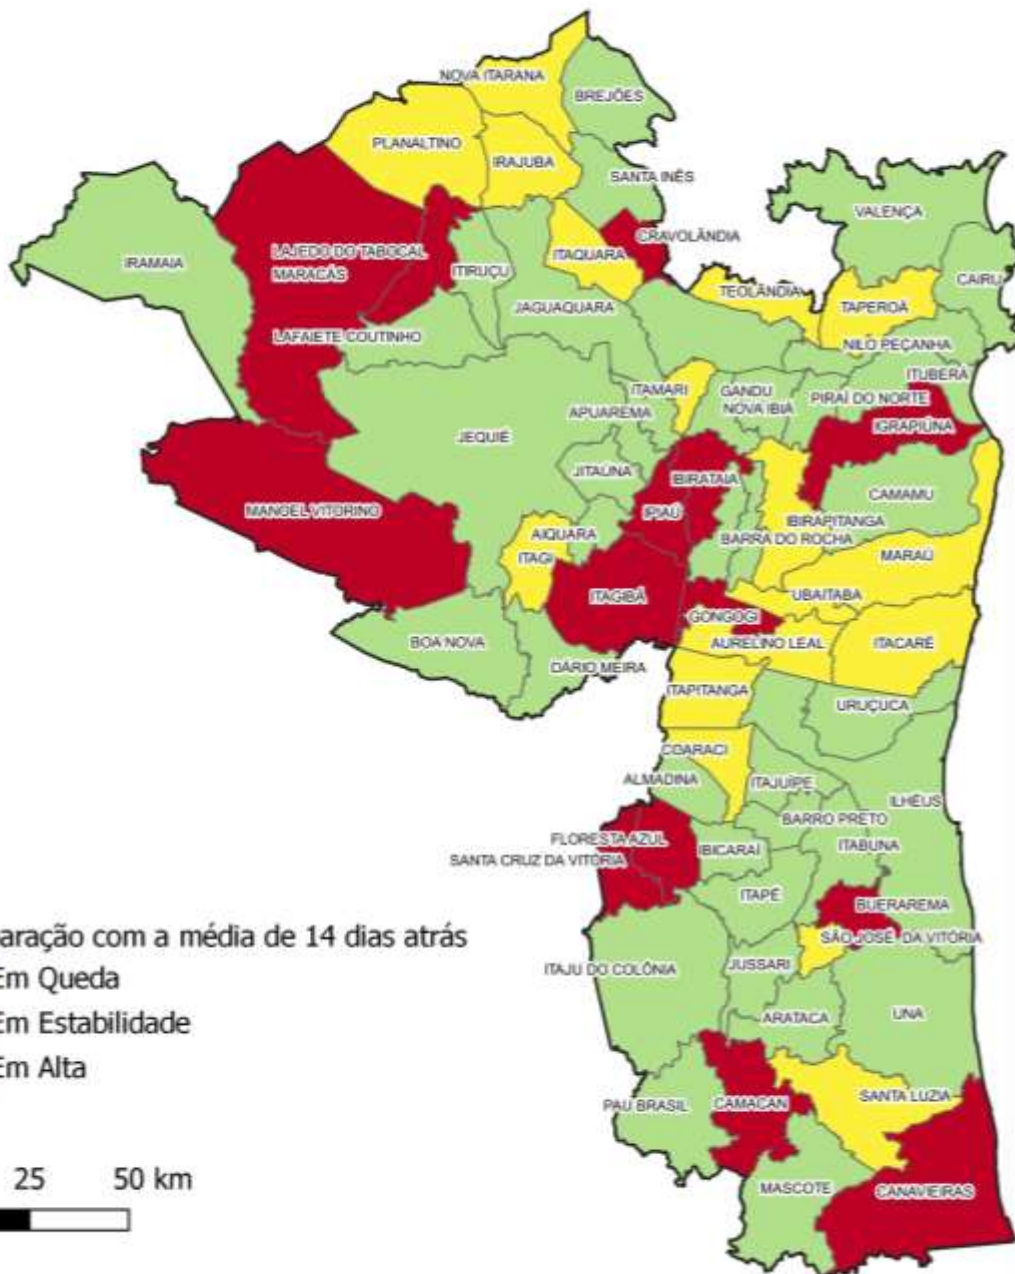 NOVA ITARANA
BREJÕES
PLANALTINO
IRAJUBA
SANTA INÊS
VALENÇA
CRAVOLÂNDIA
LAJEDO DO TABOCAL
ITAQUARA
IRAMAIA
MARACÁS
ITIRUÇU
CAIRU
TEOLÂNDIA
TAPEROÁ
JAGUAQUARA
LAFAIETE COUTINHO
NILO PEÇANHA
ITUBERÁ
ITAMARI
GANDU
PIRAÍ DO NORTE
APUAREMA
NOVA IBIÁ
IGRAPIÚNA
JEQUIÉ
JITAÚNA
IBIRATAIA
CAMAMU
MANOEL VITORINO
IPIAÚ
IBIRAPITANGA
AIQUARA
BARRA DO ROCHA
ITAGI
MARAÚ
ITAGIBÁ
UBAITABA
GONGOGI
BOA NOVA
AURELINO LEAL
ITACARÉ
DÁRIO MEIRA
ITAPITANGA
URUÇUCA
COARACI
ALMADINA
ITAJUÍPE
ILHÉUS
BARRO PRETO
FLORESTA AZUL
ITABUNA
SANTA CRUZ DA VITÓRIA
IBICARAÍ
ITAPÉ
BUERAREMA
aração com a média de 14 dias atrás
SÃO JOSÉ DA VITÓRIA
ITAJU DO COLÔNIA
JUSSARI
Em Queda
ARATACA
UNA
Em Estabilidade
Em Alta
SANTA LUZIA
PAU BRASIL
CAMACAN
25 50 km
MASCOTE
CANAVIEIRAS